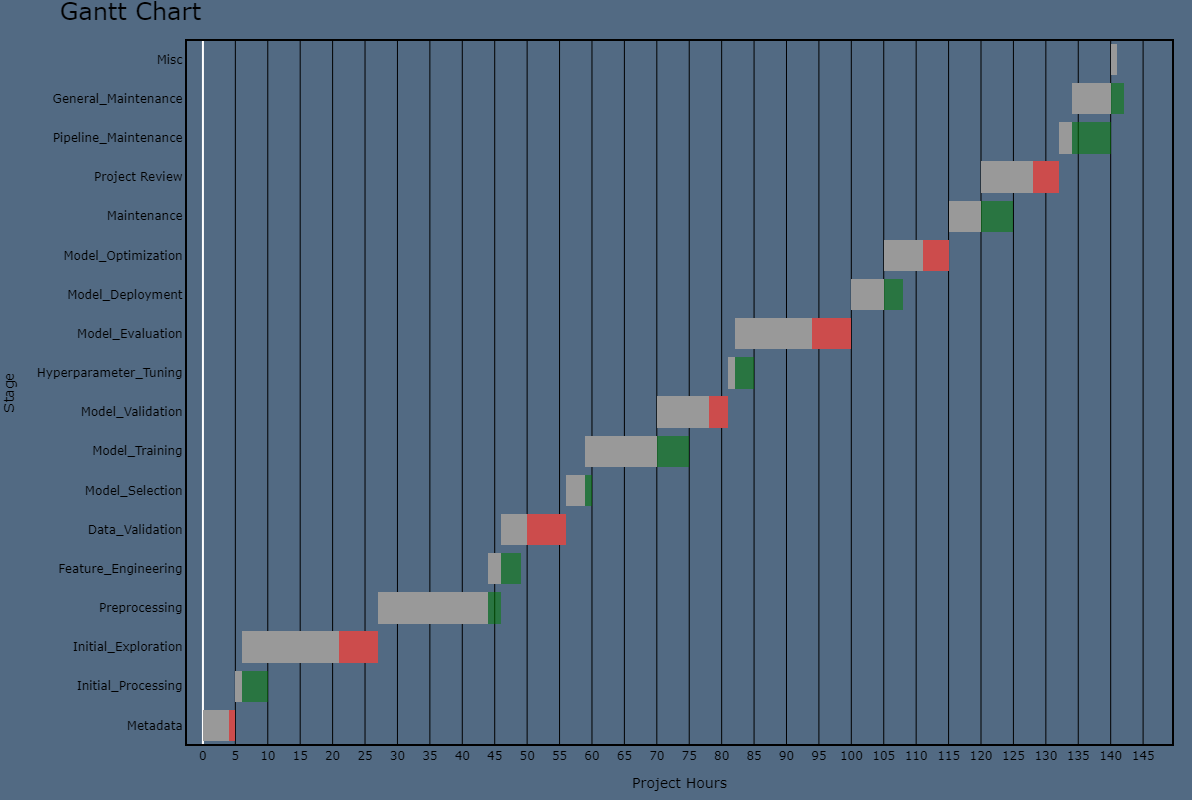 Gantt Chart
Misc
General_Maintenance
Pipeline_Maintenance
Project Review
Maintenance
Model_Optimization
Model_Deployment
Model_Evaluation
Hyperparameter_Tuning
Model_Validation
Model_Training
Model_Selection
Data_Validation
Feature_Engineering
Preprocessing
Initial_Exploration
Initial_Processing
Metadata
Stage
0 5 10 15 20 25 30 35 40 45 50 55 60 65 70 75 80 85 90 95 100 105 110 115 120 125 130 135 140 145
Project Hours